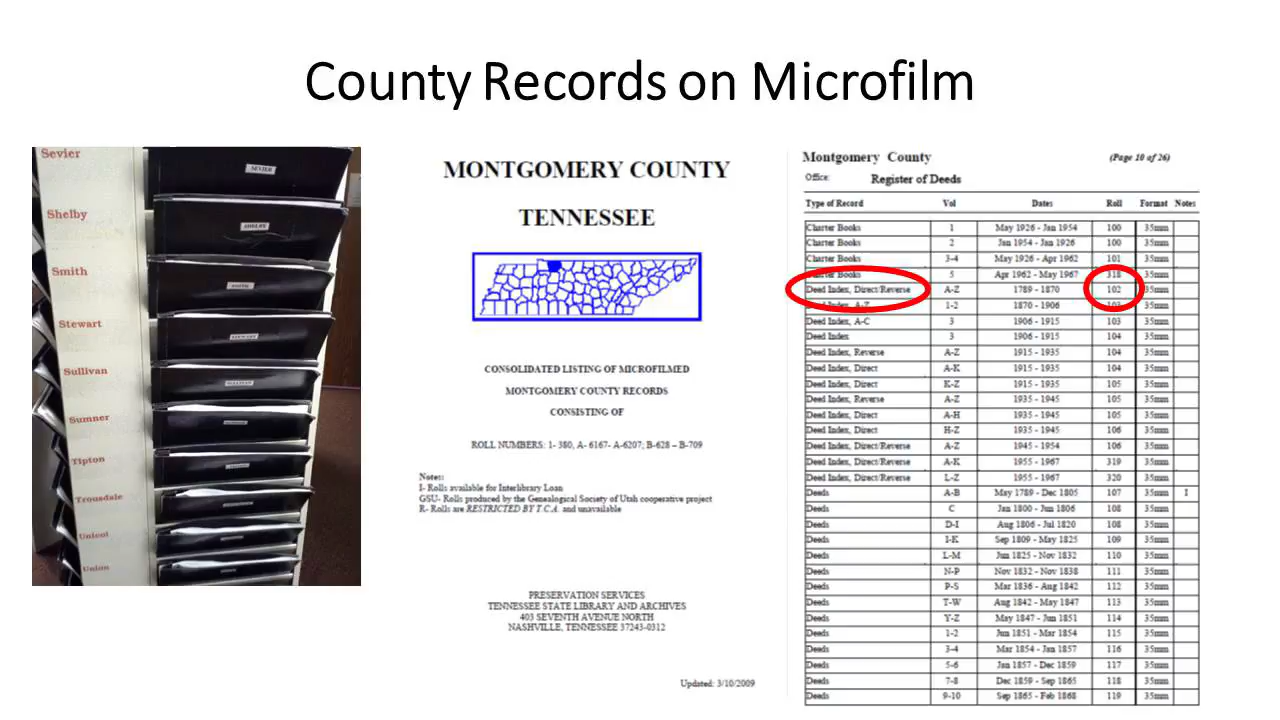 County Records on Microfilm
Sevier
SEVIER
Shelby
SHELBY
Smith
SMITH
Stewart
STEWART
Sullivan
SULLIVAN
Sumner
Tipton
Trousdale
Unicoi
Union
MONTGOMERY COUNTY
TENNESSEE
CONSOLIDATED LISTING OF MICROFILMED
MONTGOMERY COUNTY RECORDS
CONSISTING OF
ROLL NUMBERS: 1- 380, A- 6167- A-6207; B-628 – B-709
Notes:
I- Rolls available for Interlibrary Loan
GSU- Rolls produced by the Genealogical Society of Utah cooperative project
R- Rolls are RESTRICTED BY T.C.A. and unavailable
PRESERVATION SERVICES
TENNESSEE STATE LIBRARY AND ARCHIVES
403 SEVENTH AVENUE NORTH
NASHVILLE, TENNESSEE 37243-0312
Updated: 3/10/2009
Montgomery County (Page 10 of 26)
Office: Register of Deeds
Type of Record Vol Dates Roll Format Notes
Charter Books 1 May 1926 - Jan 1954 100 35mm
Charter Books 2 Jan 1954 - Jan 1926 100 35mm
Charter Books 3-4 May 1926 - Apr 1962 101 35mm
Charter Books 5 Apr 1962 - May 1967 318 35mm
Deed Index, Direct/Reverse A-Z 1789 - 1870 102 35mm
Deed Index, A-Z 1-2 1870 - 1906 103 35mm
Deed Index, A-C 3 1906 - 1915 103 35mm
Deed Index 3 1906 - 1915 104 35mm
Deed Index, Reverse A-Z 1915 - 1935 104 35mm
Deed Index, Direct A-K 1915 - 1935 104 35mm
Deed Index, Direct K-Z 1915 - 1935 105 35mm
Deed Index, Reverse A-Z 1935 - 1945 105 35mm
Deed Index, Direct A-H 1935 - 1945 105 35mm
Deed Index, Direct H-Z 1935 - 1945 106 35mm
Deed Index, Direct/Reverse A-Z 1945 - 1954 106 35mm
Deed Index, Direct/Reverse A-K 1955 - 1967 319 35mm
Deed Index, Direct/Reverse L-Z 1955 - 1967 320 35mm
Deeds A-B May 1789 - Dec 1805 107 35mm I
Deeds C Jan 1800 - Jun 1806 108 35mm
Deeds D-I Aug 1806 - Jul 1820 108 35mm
Deeds I-K Sep 1809 - May 1825 109 35mm
Deeds L-M Jun 1825 - Nov 1832 110 35mm
Deeds N-P Nov 1832 - Nov 1838 111 35mm
Deeds P-S Mar 1836 - Aug 1842 112 35mm
Deeds T-W Aug 1842 - May 1847 113 35mm
Deeds Y-Z May 1847 - Jun 1851 114 35mm
Deeds 1-2 Jun 1851 - Mar 1854 115 35mm
Deeds 3-4 Mar 1854 - Jan 1857 116 35mm
Deeds 5-6 Jan 1857 - Dec 1859 117 35mm
Deeds 7-8 Dec 1859 - Sep 1865 118 35mm
Deeds 9-10 Sep 1865 - Feb 1868 119 35mm